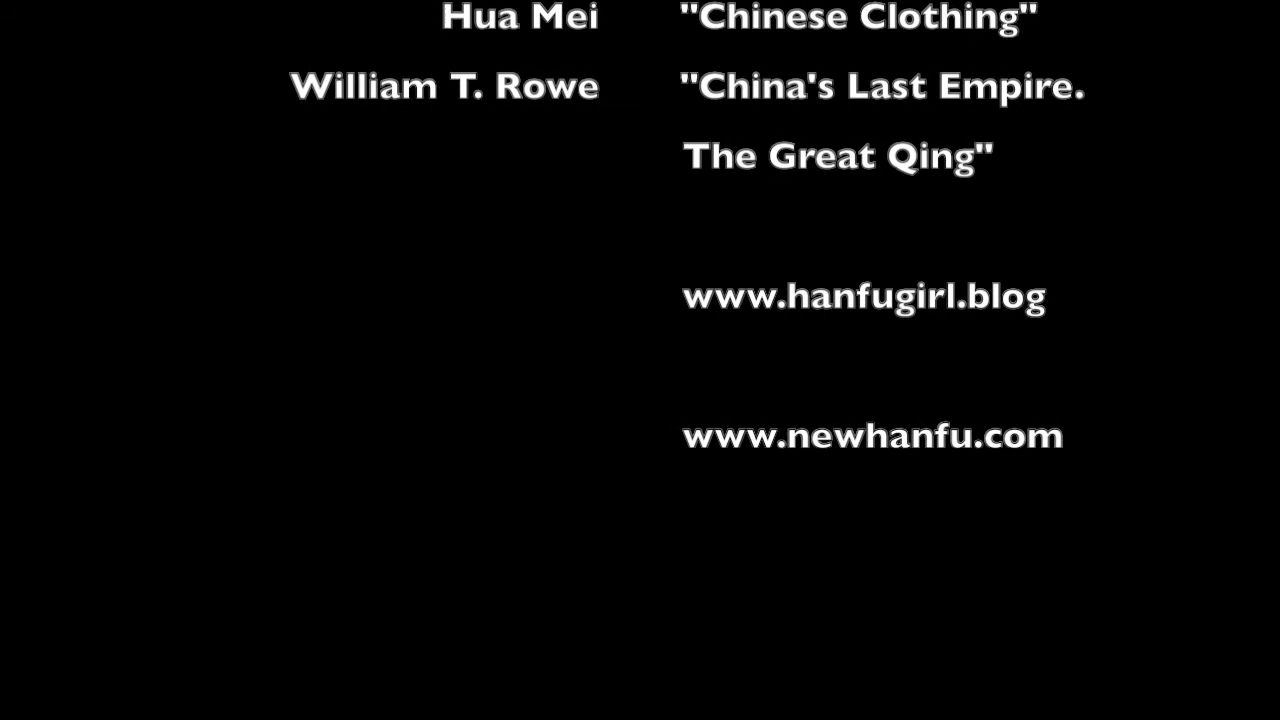 Hua Mei "Chinese Clothing"
William T. Rowe "China's Last Empire.
The Great Qing"
www.hanfugirl.blog
www.newhanfu.com